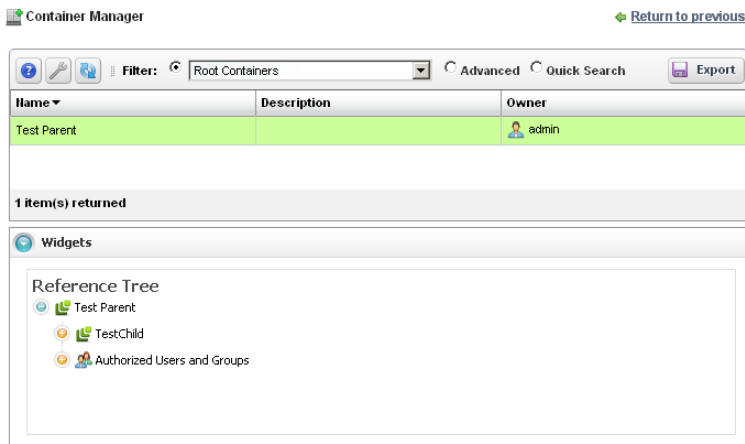 Container Manager
Return to previous
Filter: Root Containers Advanced Quick Search Export
Name Description Owner
Test Parent admin
1 item(s) returned
Widgets
Reference Tree
Test Parent
TestChild
Authorized Users and Groups